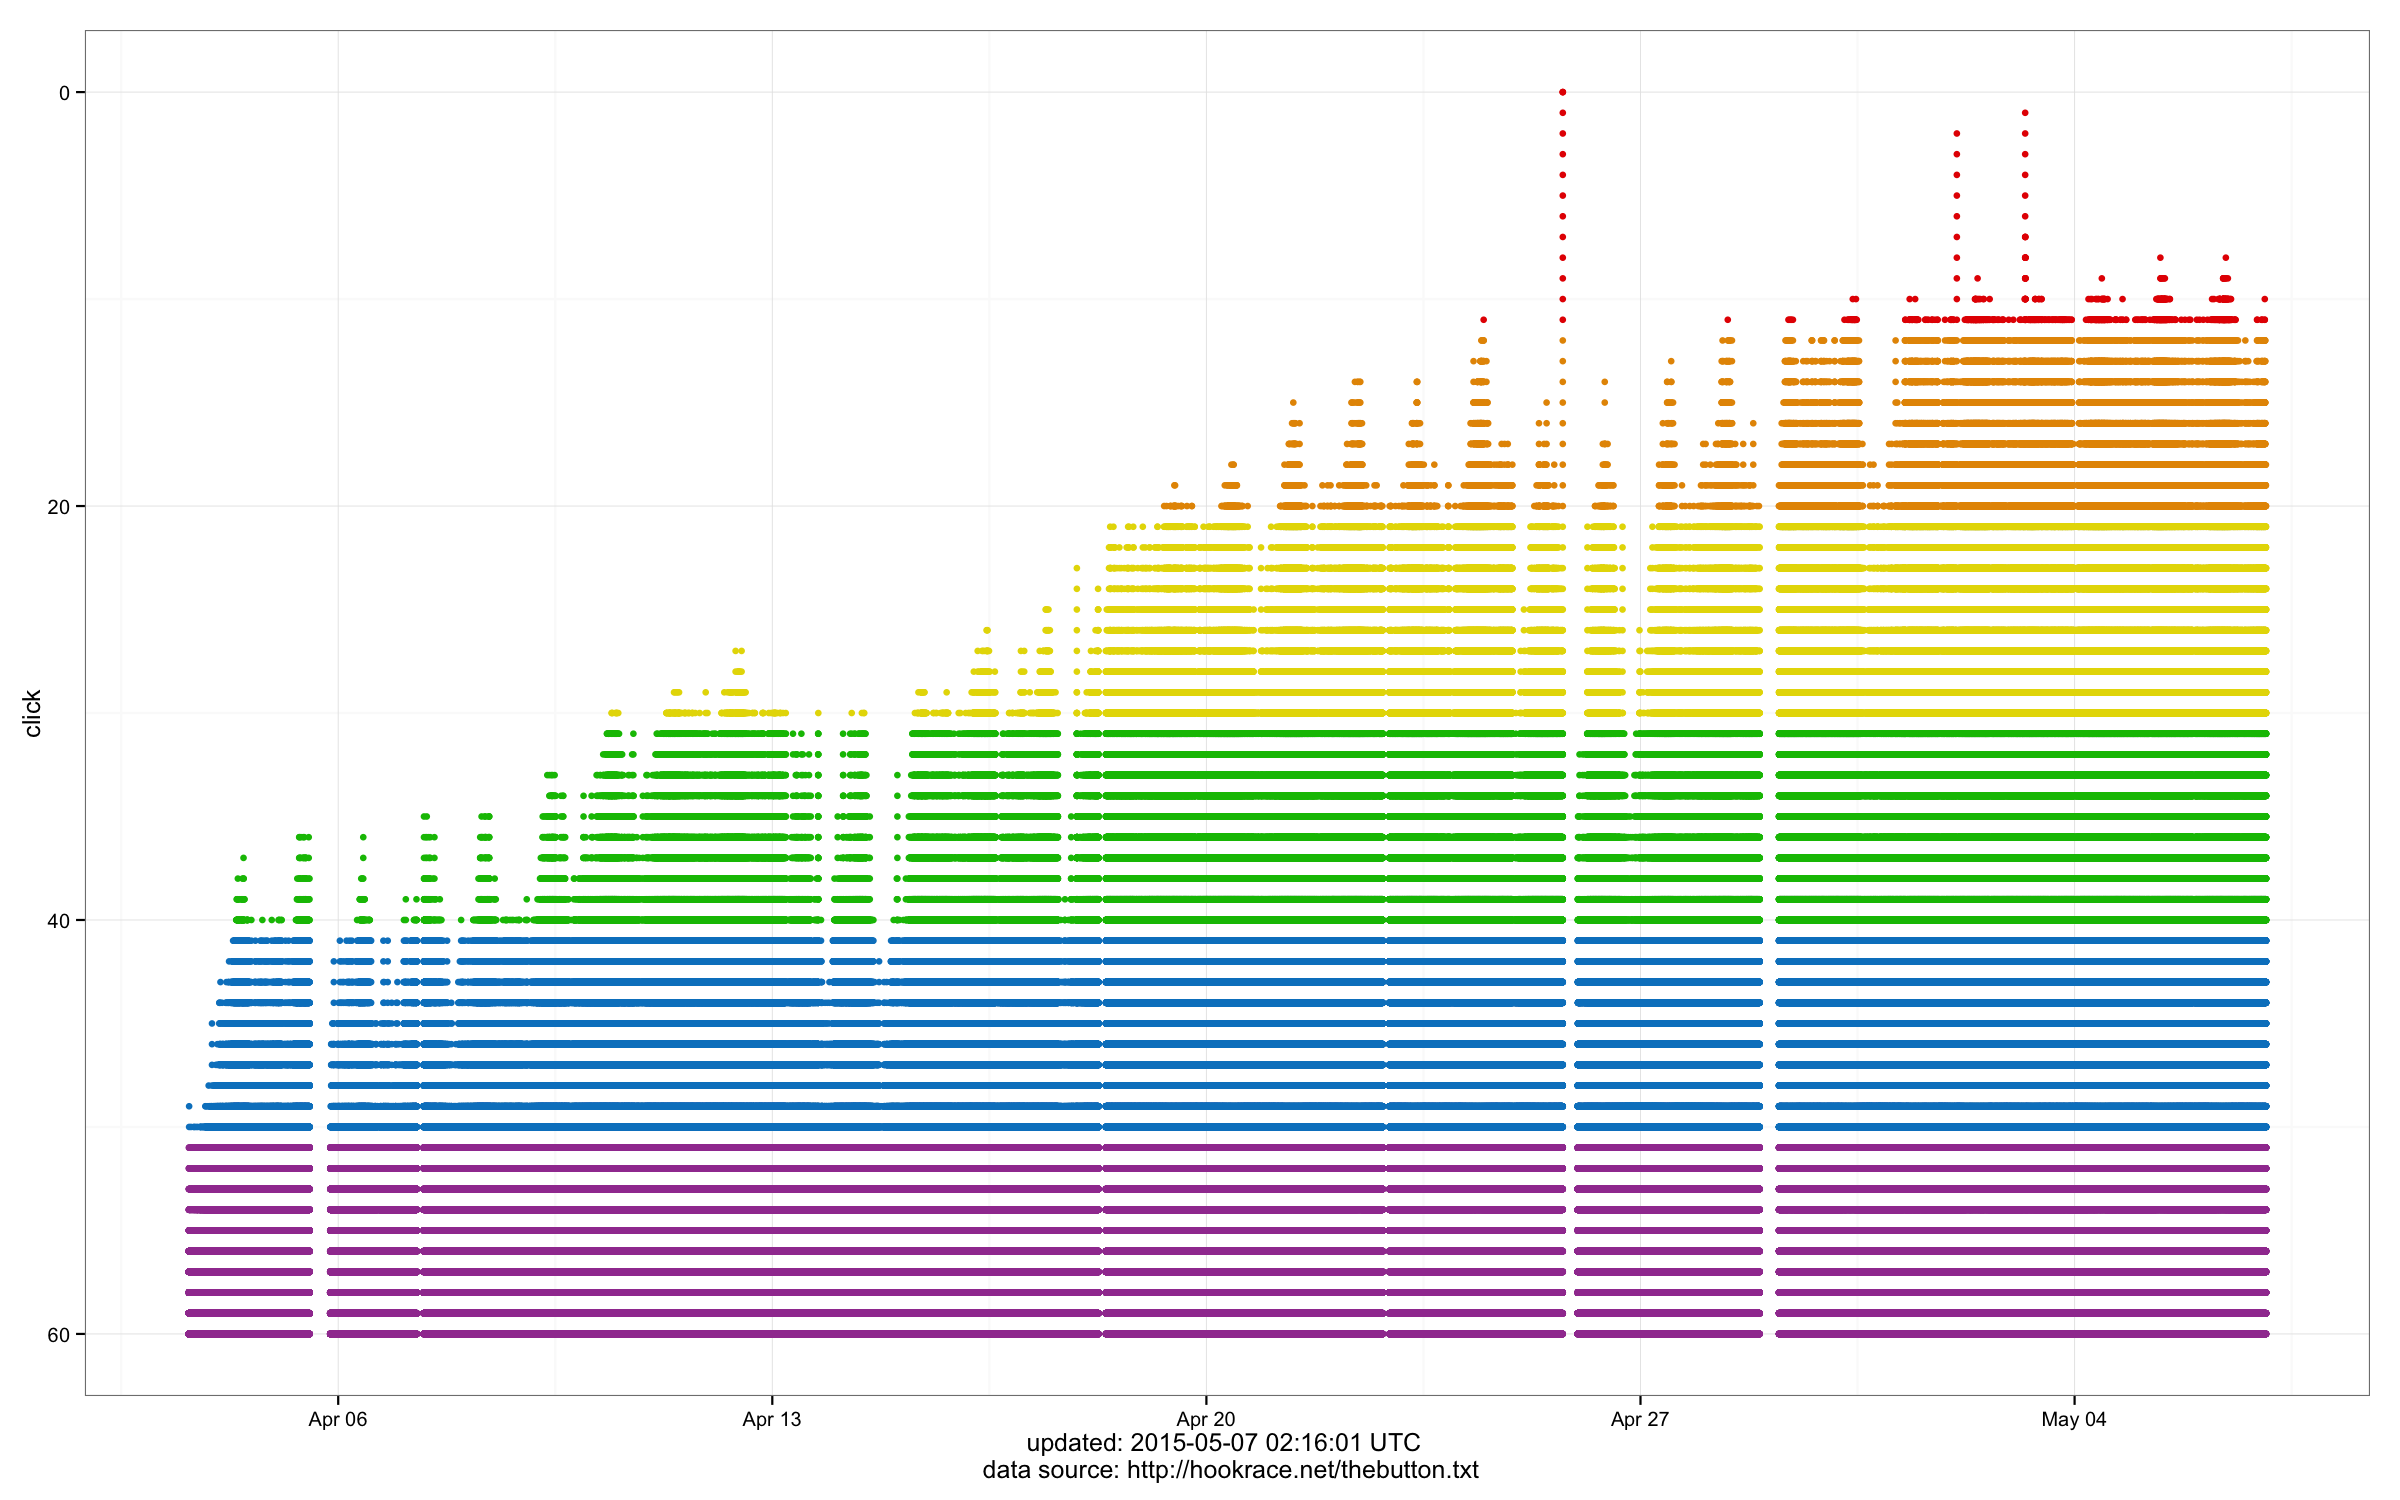 0
20
40
60
click
Apr 06
Apr 13
Apr 20
Apr 27
May 04
updated: 2015-05-07 02:16:01 UTC
data source: http://hookrace.net/thebutton.txt